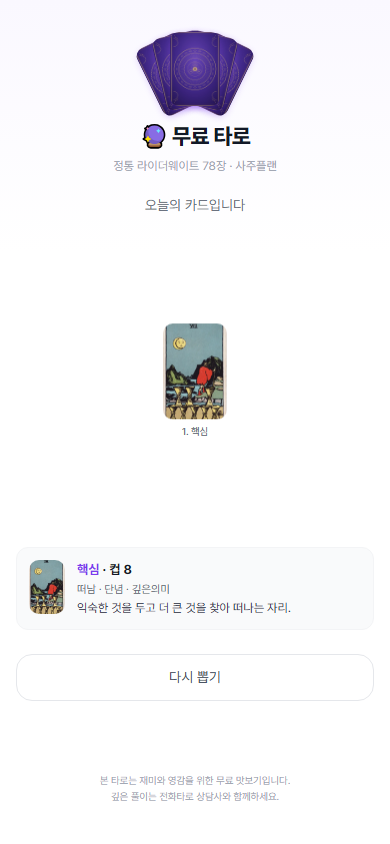 무료 타로
정통 라이더웨이트 78장 · 사주플랜
오늘의 카드입니다
VIII
1. 핵심
핵심 · 컵 8
떠남 · 단념 · 깊은의미
익숙한 것을 두고 더 큰 것을 찾아 떠나는 자리.
다시 뽑기
본 타로는 재미와 영감을 위한 무료 맛보기입니다.
깊은 풀이는 전화타로 상담사와 함께하세요.